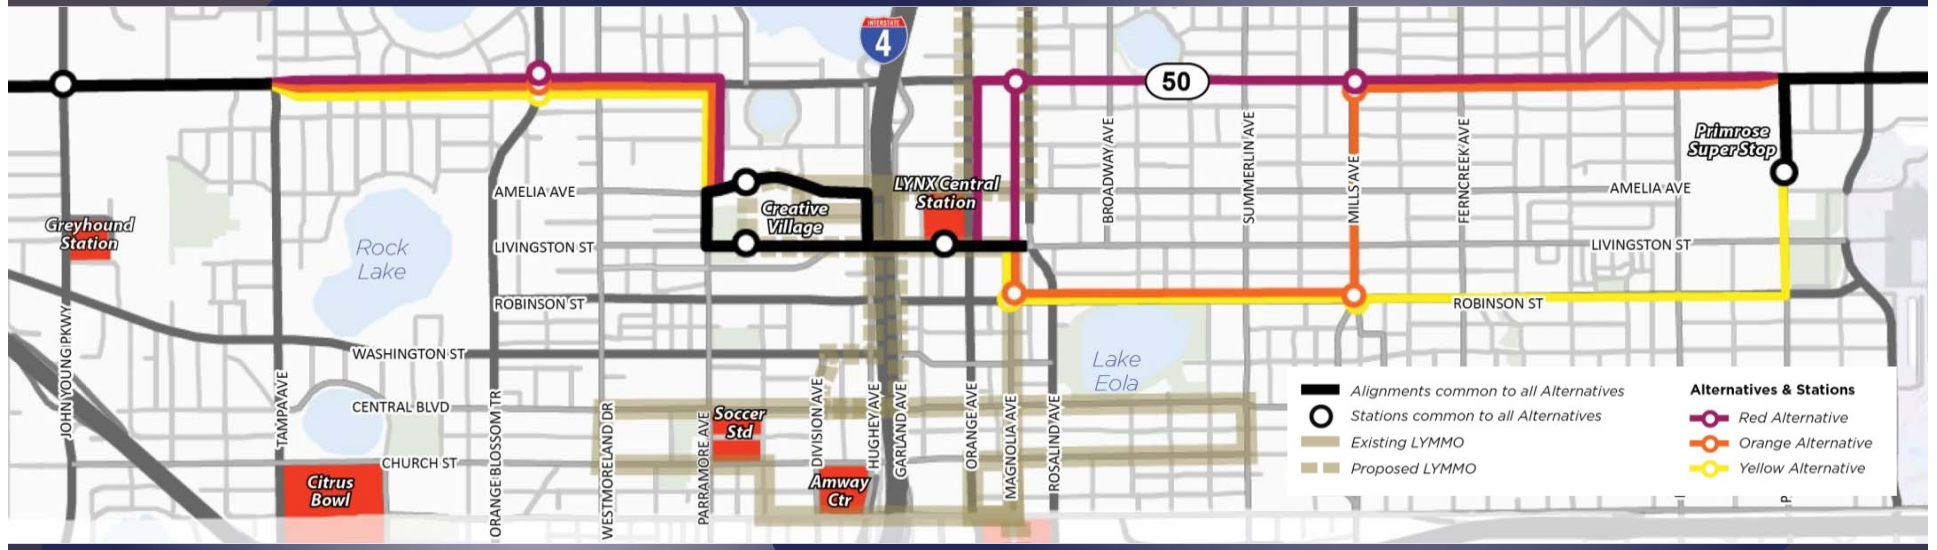 INTERSTATE
4
50
Primrose
Super Stop
BROADWAY AVE
SUMMERLIN AVE
MILLS AVE
FERNCREEK AVE
AMELIA AVE
LYNX Central
Station
AMELIA AVE
Greyhound
Station
Creative
Village
Rock
Lake
LIVINGSTON ST
LIVINGSTON ST
ROBINSON ST
ROBINSON ST
JOHN YOUNG PKWY
WASHINGTON ST
Lake
Eola
TAMPA AVE
CENTRAL BLVD
ORANGE BLOSSOM TR
WESTMORELAND DR
PARRAMORE AVE
Soccer
Std
DIVISION AVE
HUGHEY AVE
GARLAND AVE
ORANGE AVE
MAGNOLIA AVE
ROSALIND AVE
CHURCH ST
Citrus
Bowl
Amway
Ctr
Alignments common to all Alternatives
Stations common to all Alternatives
Existing LYMMO
Proposed LYMMO
Alternatives & Stations
Red Alternative
Orange Alternative
Yellow Alternative